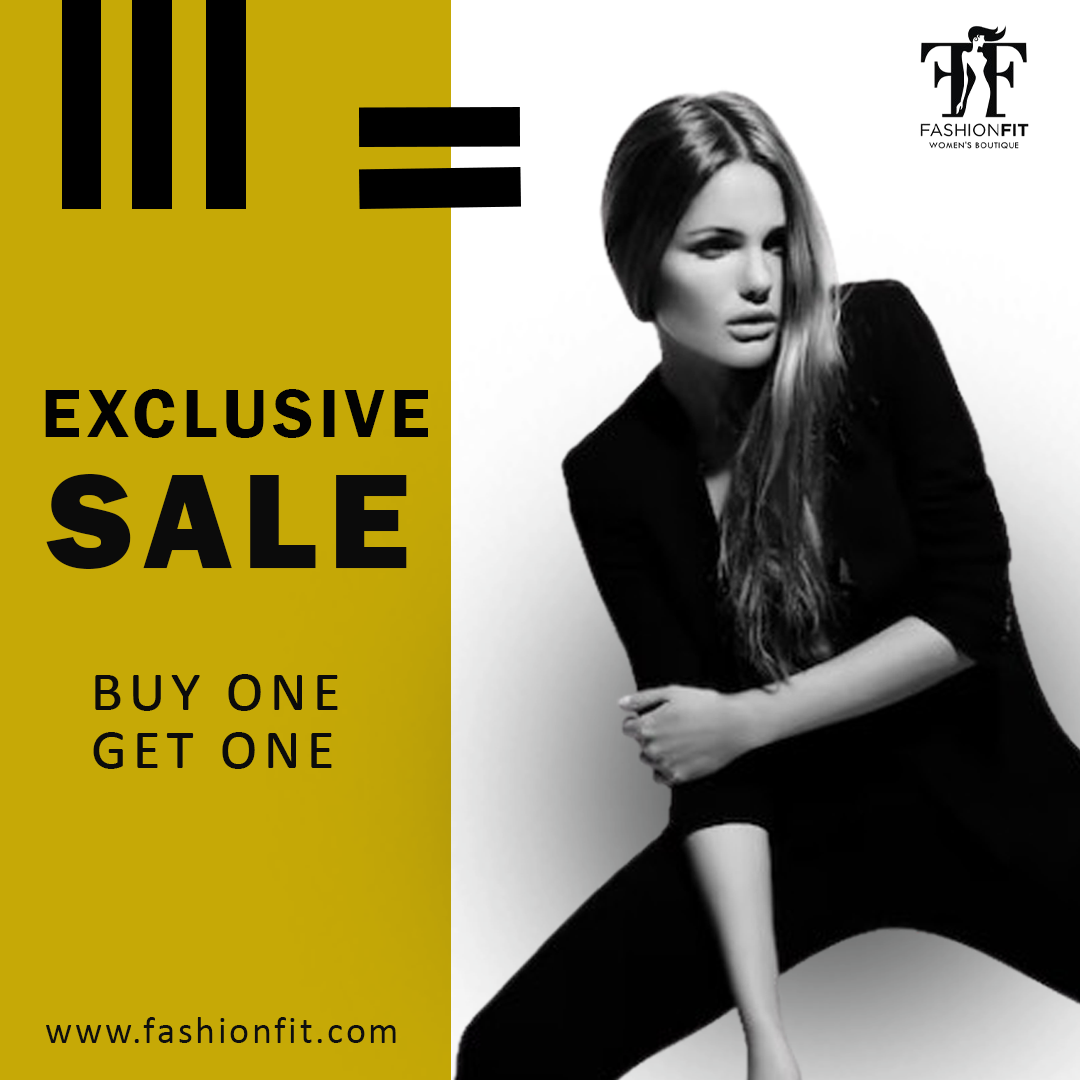 FF
FASHIONFIT
WOMEN'S BOUTIQUE
EXCLUSIVE
SALE
BUY ONE
GET ONE
www.fashionfit.com